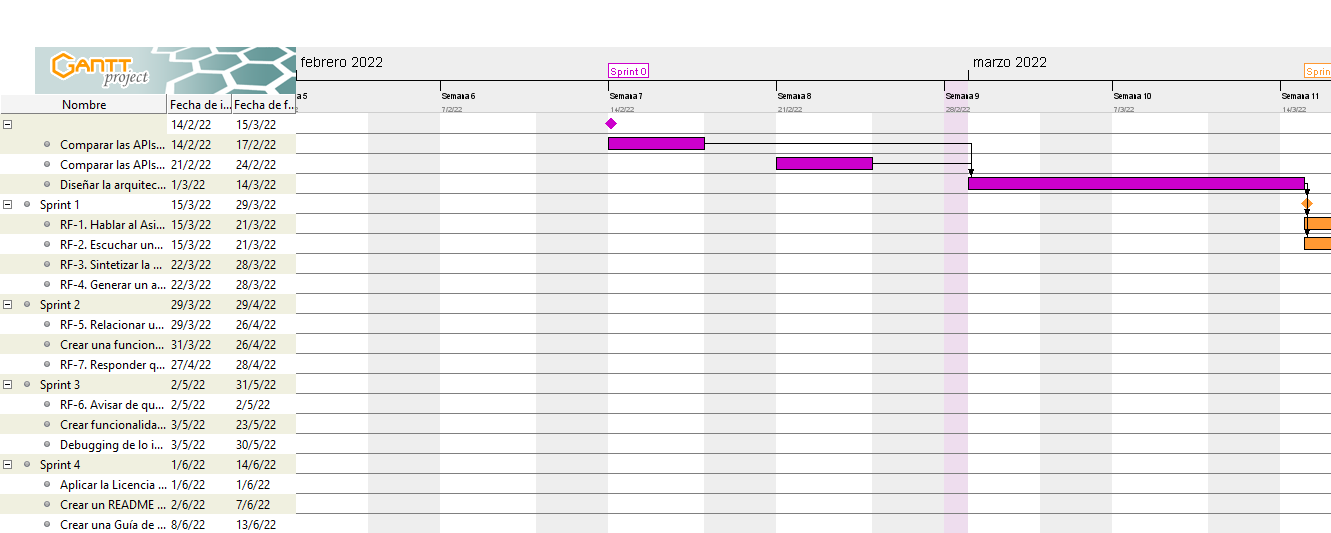 GANTT
project
febrero 2022
marzo 2022
Sprint 0
Sprin
a 5
Semana 6
Semana 7
Semana 8
Semana 9
Semana 10
Semana 11
7/2/22
14/2/22
21/2/22
28/2/22
7/3/22
14/3/22
Nombre Fecha de i... Fecha de f...
14/2/22 15/3/22
Comparar las APIs... 14/2/22 17/2/22
Comparar las APIs... 21/2/22 24/2/22
Diseñar la arquitec... 1/3/22 14/3/22
Sprint 1 15/3/22 29/3/22
RF-1. Hablar al Asi... 15/3/22 21/3/22
RF-2. Escuchar un... 15/3/22 21/3/22
RF-3. Sintetizar la ... 22/3/22 28/3/22
RF-4. Generar un a... 22/3/22 28/3/22
Sprint 2 29/3/22 29/4/22
RF-5. Relacionar u... 29/3/22 26/4/22
Crear una funcion... 31/3/22 26/4/22
RF-7. Responder q... 27/4/22 28/4/22
Sprint 3 2/5/22 31/5/22
RF-6. Avisar de qu... 2/5/22 2/5/22
Crear funcionalida... 3/5/22 23/5/22
Debugging de lo i... 3/5/22 30/5/22
Sprint 4 1/6/22 14/6/22
Aplicar la Licencia ... 1/6/22 1/6/22
Crear un README ... 2/6/22 7/6/22
Crear una Guía de ... 8/6/22 13/6/22